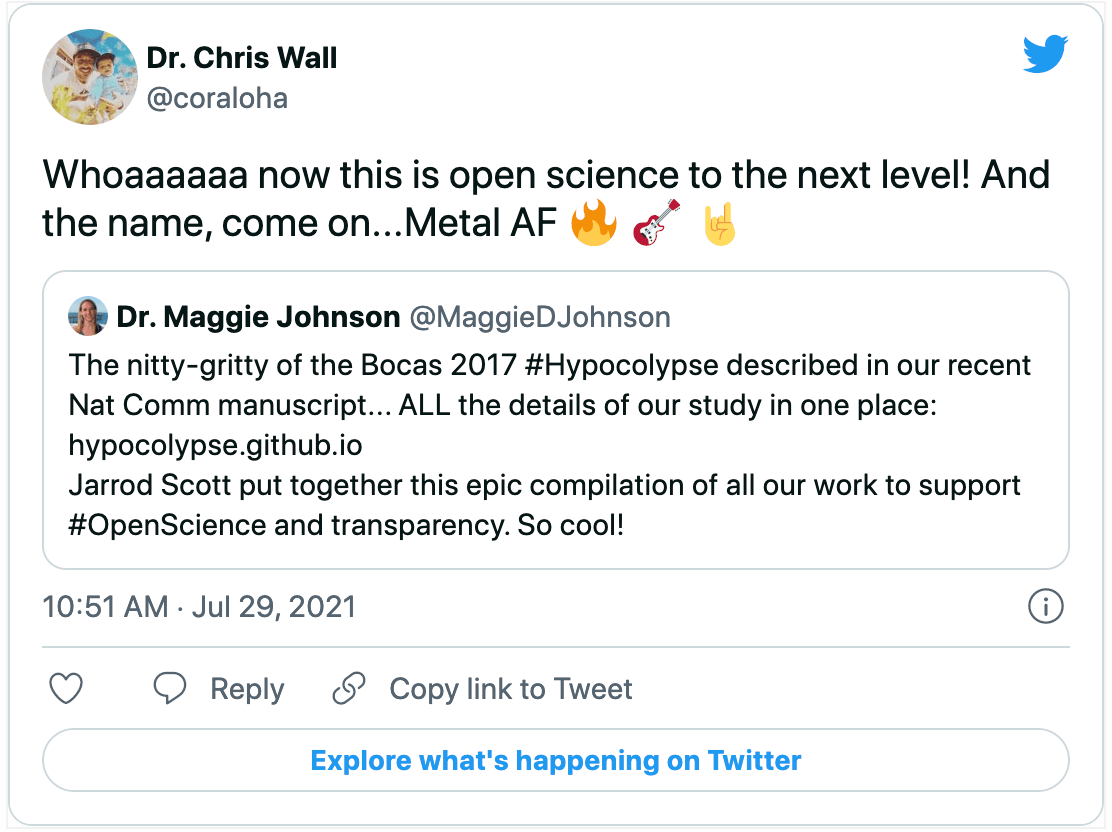 Dr. Chris Wall
@coraloha
Whoaaaaaa now this is open science to the next level! And
the name, come on...Metal AF 🔥 🎸 🤘
Dr. Maggie Johnson @MaggieDJohnson
The nitty-gritty of the Bocas 2017 #Hypocolypse described in our recent
Nat Comm manuscript... ALL the details of our study in one place:
hypocolypse.github.io
Jarrod Scott put together this epic compilation of all our work to support
#OpenScience and transparency. So cool!
10:51 AM · Jul 29, 2021
Reply
Copy link to Tweet
Explore what's happening on Twitter